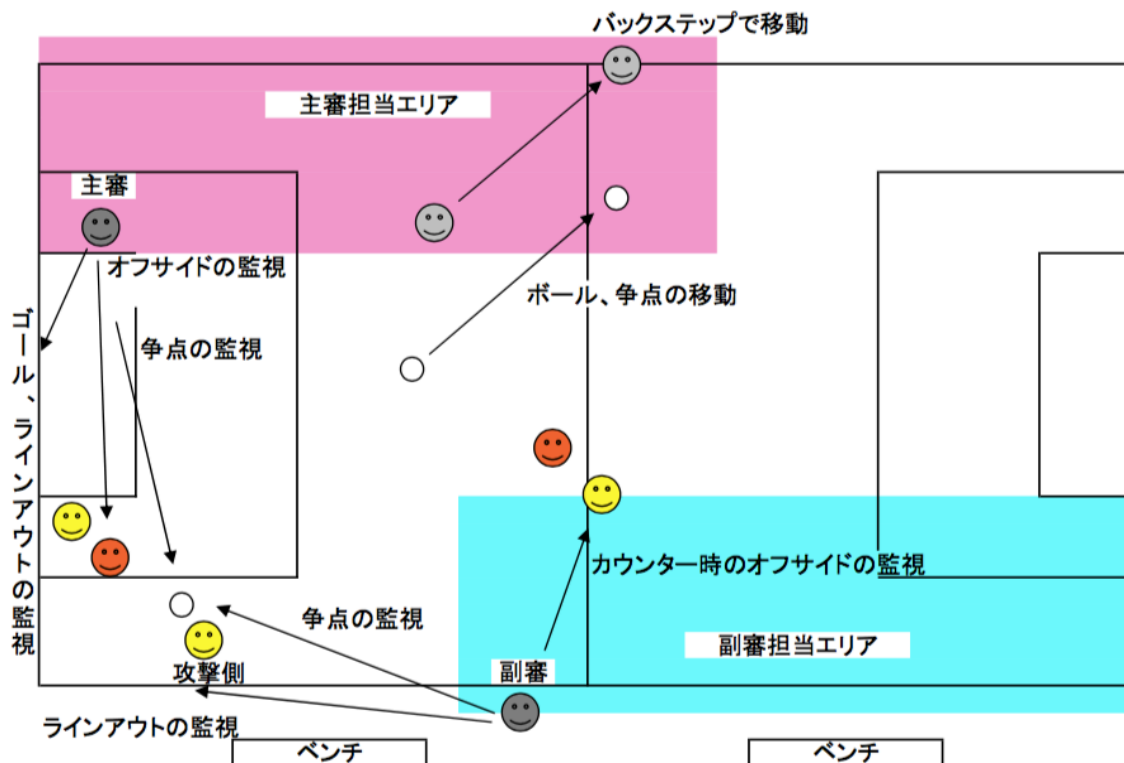 バックステップで移動
主審担当エリア
主審
オフサイドの監視
ボール、争点の移動
争点の監視
ゴール、ラインアウトの監視
カウンター時のオフサイドの監視
争点の監視
副審担当エリア
攻撃側
副審
ラインアウトの監視
ベンチ
ベンチ